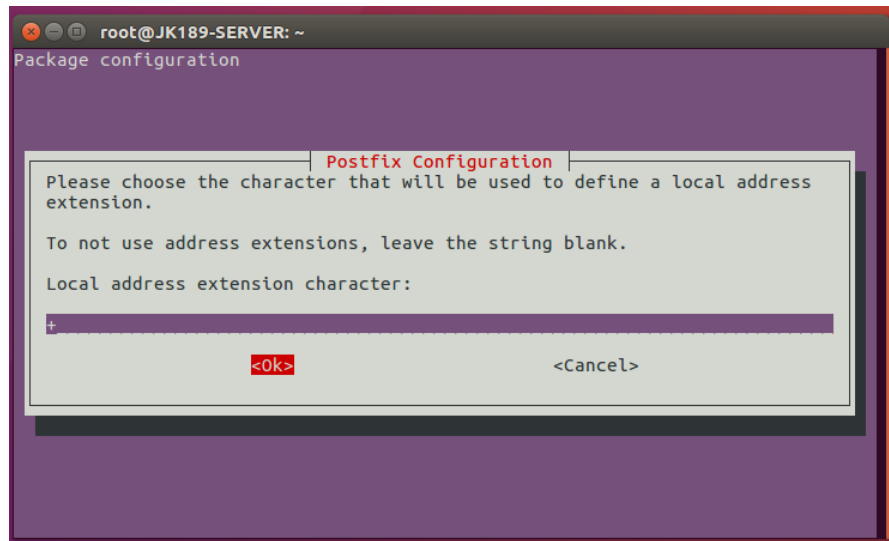 root@JK189-SERVER: ~
Package configuration
Postfix Configuration
Please choose the character that will be used to define a local address
extension.
To not use address extensions, leave the string blank.
Local address extension character:
+
<Ok> <Cancel>